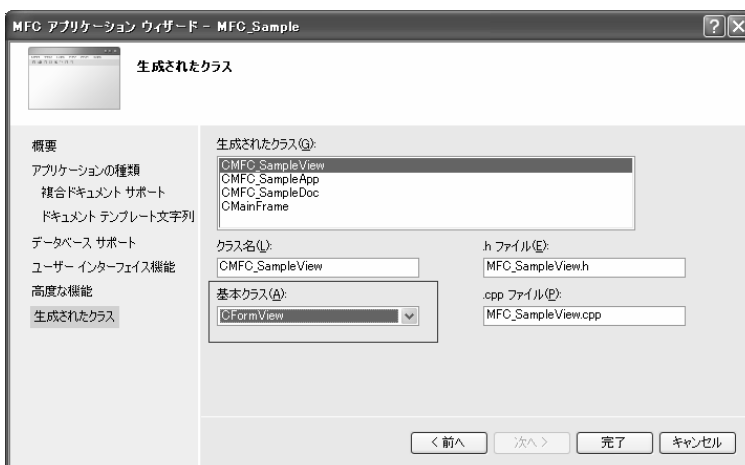 MFC アプリケーション ウィザード - MFC_Sample
生成されたクラス
概要
アプリケーションの種類
複合ドキュメント サポート
ドキュメント テンプレート文字列
データベース サポート
ユーザー インターフェイス機能
高度な機能
生成されたクラス
生成されたクラス(G):
CMFC_SampleView
CMFC_SampleApp
CMFC_SampleDoc
CMainFrame
クラス名(L):
CMFC_SampleView
.h ファイル(E):
MFC_SampleView.h
基本クラス(A):
CFormView
.cpp ファイル(P):
MFC_SampleView.cpp
< 前へ 次へ > 完了 キャンセル